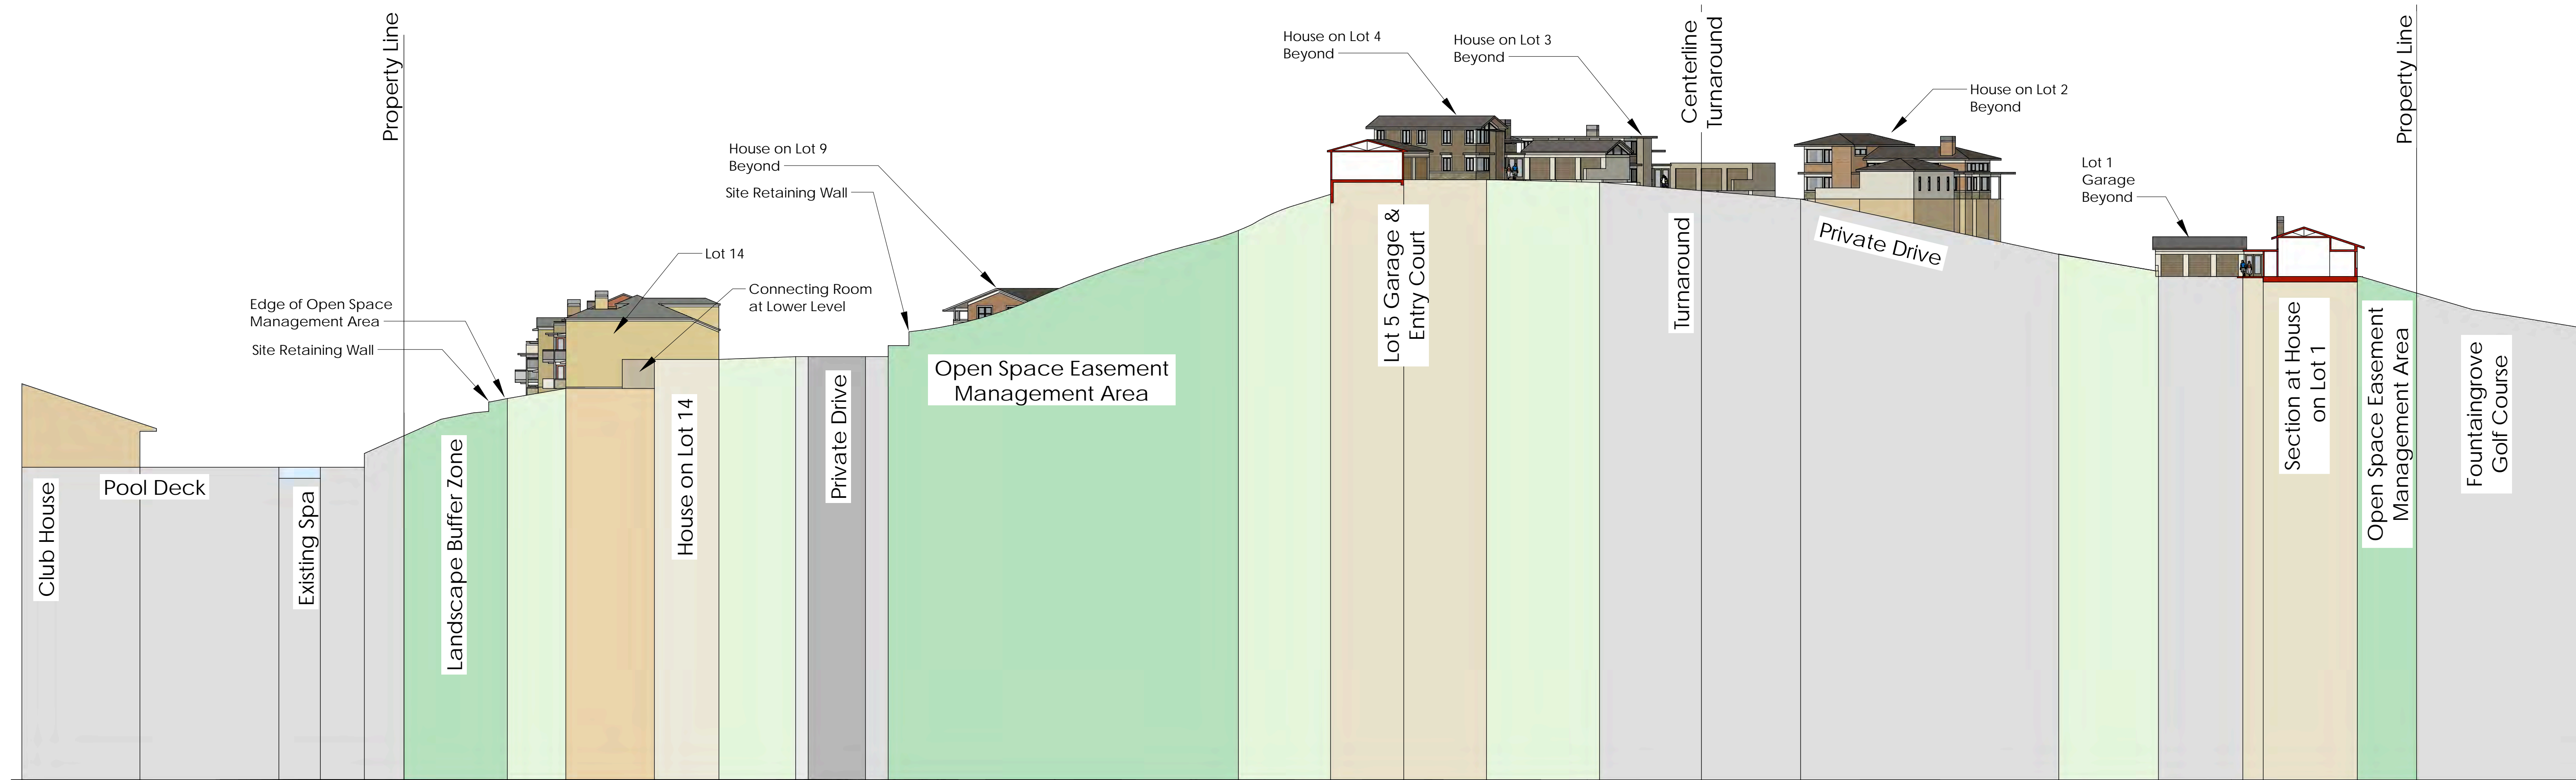 Property Line
House on Lot 4
Beyond
House on Lot 3
Beyond
Centerline
Turnaround
Property Line
House on Lot 2
Beyond
House on Lot 9
Beyond
Site Retaining Wall
Lot 1
Garage
Beyond
Lot 14
Connecting Room
at Lower Level
Edge of Open Space
Management Area
Site Retaining Wall
Club House
Pool Deck
Existing Spa
Landscape Buffer Zone
House on Lot 14
Private Drive
Open Space Easement
Management Area
Lot 5 Garage &
Entry Court
Turnaround
Private Drive
Section at House
on Lot 1
Open Space Easement
Management Area
Fountaingrove
Golf Course